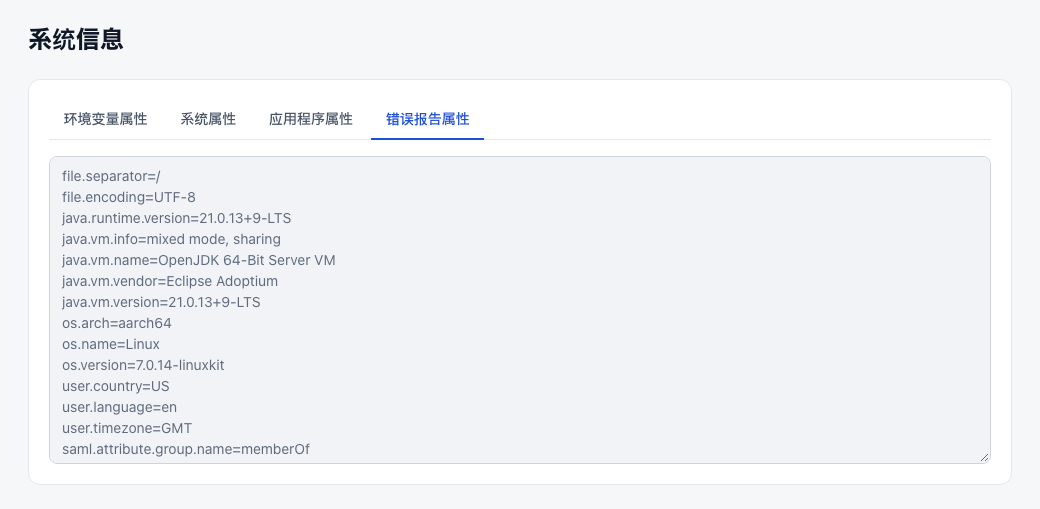 系统信息
环境变量属性 系统属性 应用程序属性 错误报告属性
file.separator=/
file.encoding=UTF-8
java.runtime.version=21.0.13+9-LTS
java.vm.info=mixed mode, sharing
java.vm.name=OpenJDK 64-Bit Server VM
java.vm.vendor=Eclipse Adoptium
java.vm.version=21.0.13+9-LTS
os.arch=aarch64
os.name=Linux
os.version=7.0.14-linuxkit
user.country=US
user.language=en
user.timezone=GMT
saml.attribute.group.name=memberOf